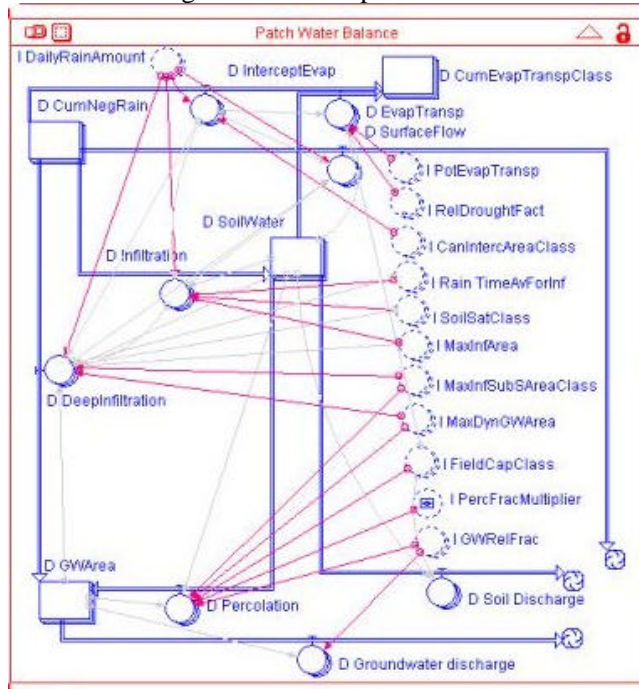 Patch Water Balance
I DailyRainAmount
D InterceptEvap
D CumEvapTranspClass
D CumNegRain
D EvapTransp
D SurfaceFlow
I PotEvapTransp
I RelDroughtFact
D SoilWater
I CanIntercAreaClass
D Infiltration
I Rain TimeAvForInf
I SoilSatClass
I MaxInfArea
I MaxInfSubSAreaClass
D DeepInfiltration
I MaxDynGWArea
I FieldCapClass
I PercFracMultiplier
I GWRelFrac
D GWArea
D Percolation
D Soil Discharge
D Groundwater discharge